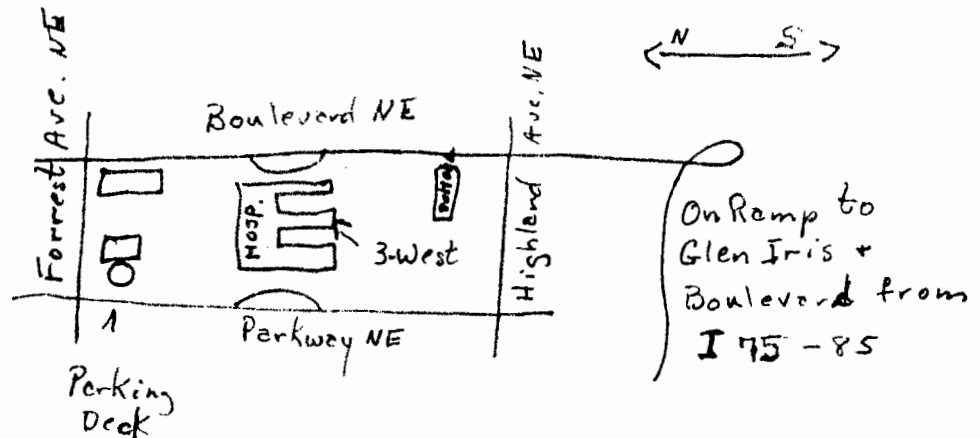 N S
Forrest Ave. NE
Boulevard NE
Highland Ave, NE
Hosp.
3-West
Parkway NE
1
Parking
Deck
On Ramp to
Glen Iris +
Boulevard from
I 75 - 85